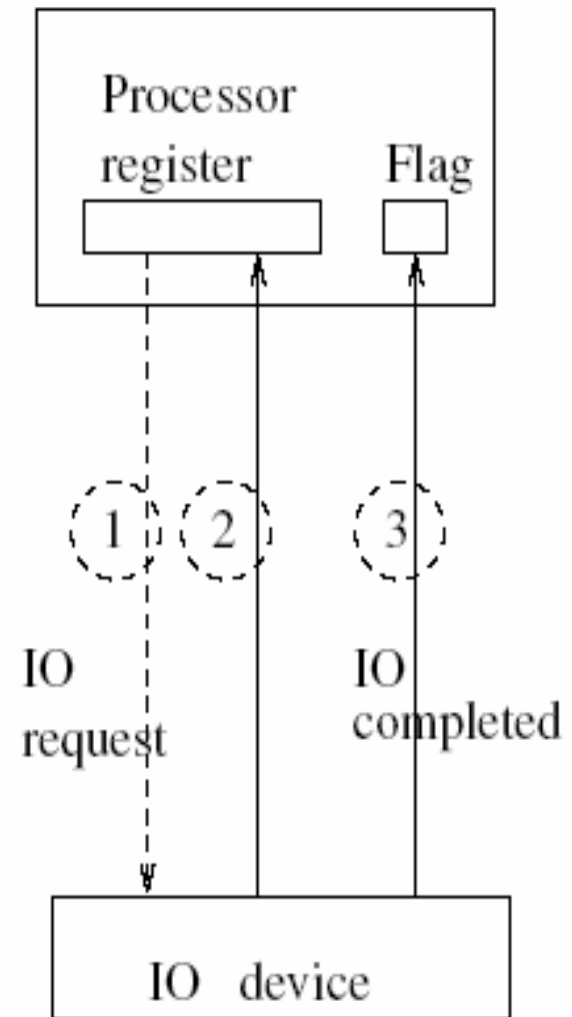 Processor
register
Flag
1
2
3
IO
request
IO
completed
IO device